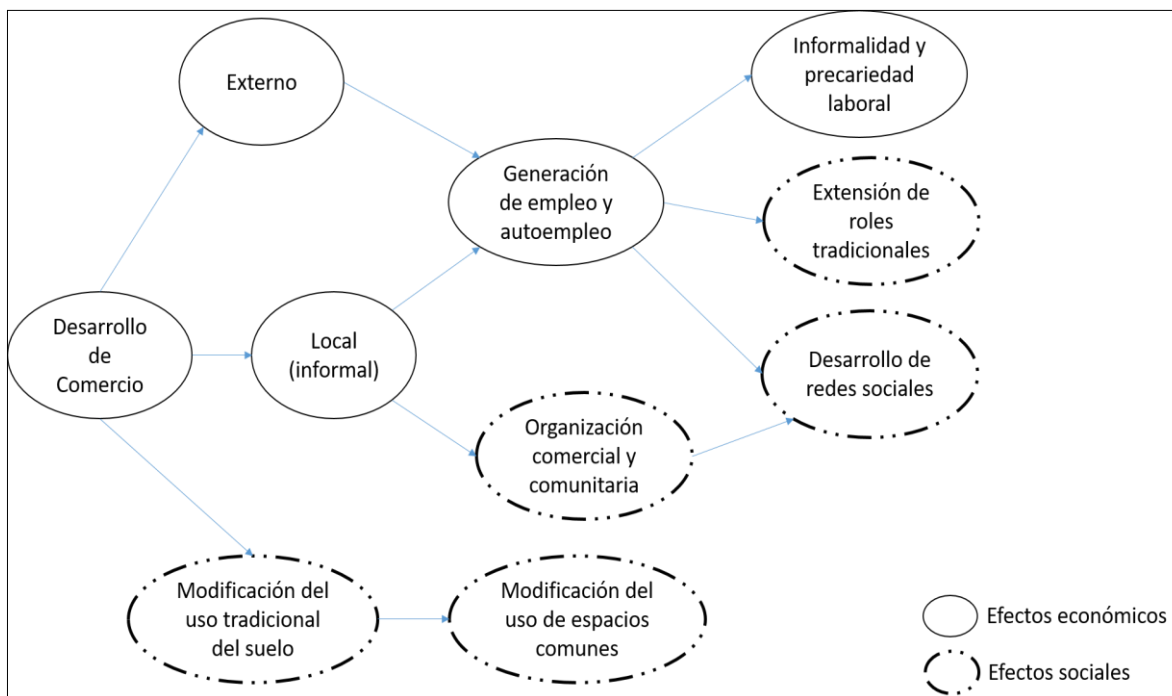 Externo
Informalidad y
precariedad
laboral
Generación
de empleo y
autoempleo
Extensión de
roles
tradicionales
Desarrollo
de
Comercio
Local
(informal)
Desarrollo de
redes sociales
Organización
comercial y
comunitaria
Modificación del
uso tradicional
del suelo
Modificación del
uso de espacios
comunes
Efectos económicos
Efectos sociales